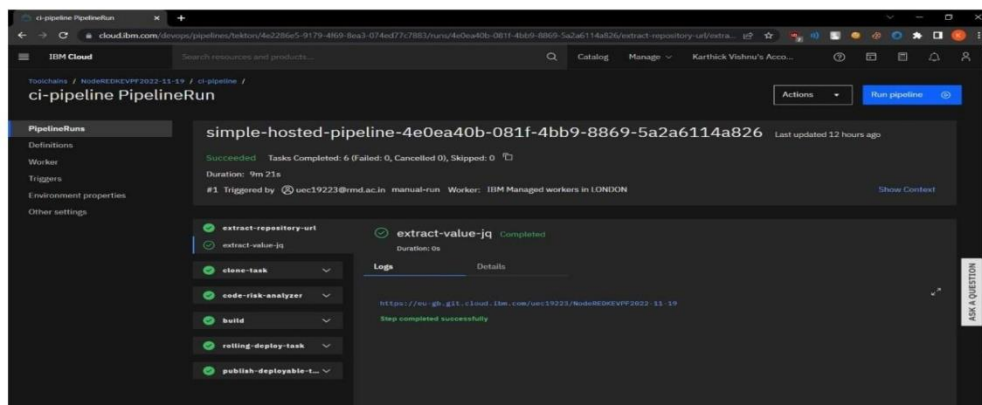 ci-pipeline PipelineRun
cloud.ibm.com/devops/pipelines/tekton/4e2286e5-9179-4f69-8ea3-074ed77c7883/runs/4e0ea40b-081f-4bb9-8869-5a2a6114a826/extract-repository-url/extra...
IBM Cloud Search resources and products... Catalog Manage Karthick Vishnu's Acco...
Toolchains / NodeREDKEVPF2022-11-19 / ci-pipeline /
ci-pipeline PipelineRun
Actions Run pipeline
PipelineRuns
Definitions
Worker
Triggers
Environment properties
Other settings
simple-hosted-pipeline-4e0ea40b-081f-4bb9-8869-5a2a6114a826 Last updated 12 hours ago
Succeeded Tasks Completed: 6 (Failed: 0, Cancelled 0), Skipped: 0
Duration: 9m 21s
#1 Triggered by uec19223@rmd.ac.in manual-run Worker: IBM Managed workers in LONDON
Show Context
extract-repository-url
extract-value-jq
clone-task
code-risk-analyzer
build
rolling-deploy-task
publish-deployable-t...
extract-value-jq Completed
Duration: 0s
Logs Details
https://eu-gb.git.cloud.ibm.com/uec19223/NodeREDKEVPF2022-11-19
Step completed successfully
ASK A QUESTION